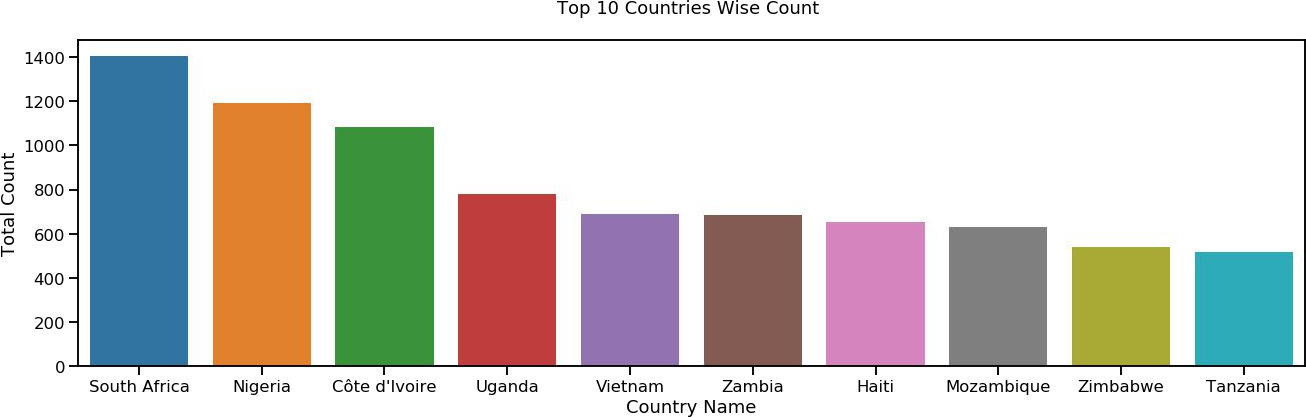 Top 10 Countries Wise Count
Total Count
1400
1200
1000
800
600
400
200
0
South Africa Nigeria Côte d'Ivoire Uganda Vietnam Zambia Haiti Mozambique Zimbabwe Tanzania
Country Name